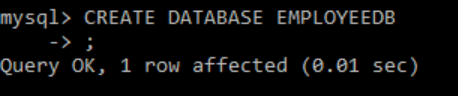 mysql> CREATE DATABASE EMPLOYEEDB
-> ;
Query OK, 1 row affected (0.01 sec)